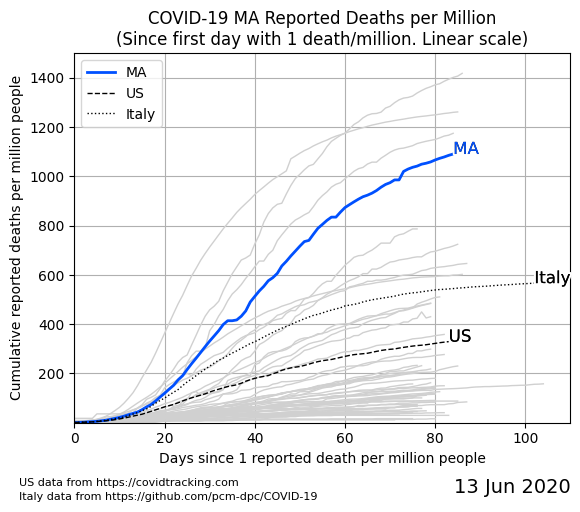 COVID-19 MA Reported Deaths per Million
(Since first day with 1 death/million. Linear scale)
Cumulative reported deaths per million people
1400
1200
1000
800
600
400
200
MA
US
Italy
MA
Italy
US
0
20
40
60
80
100
Days since 1 reported death per million people
US data from https://covidtracking.com
Italy data from https://github.com/pcm-dpc/COVID-19
13 Jun 2020